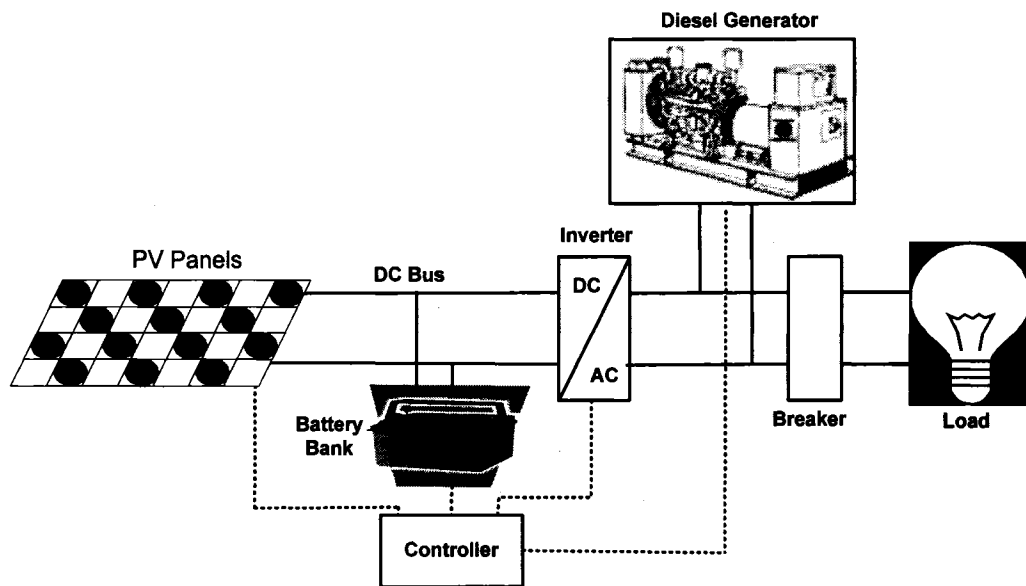 Diesel Generator
Inverter
PV Panels
DC Bus
DC
AC
Battery
Bank
Breaker
Load
Controller